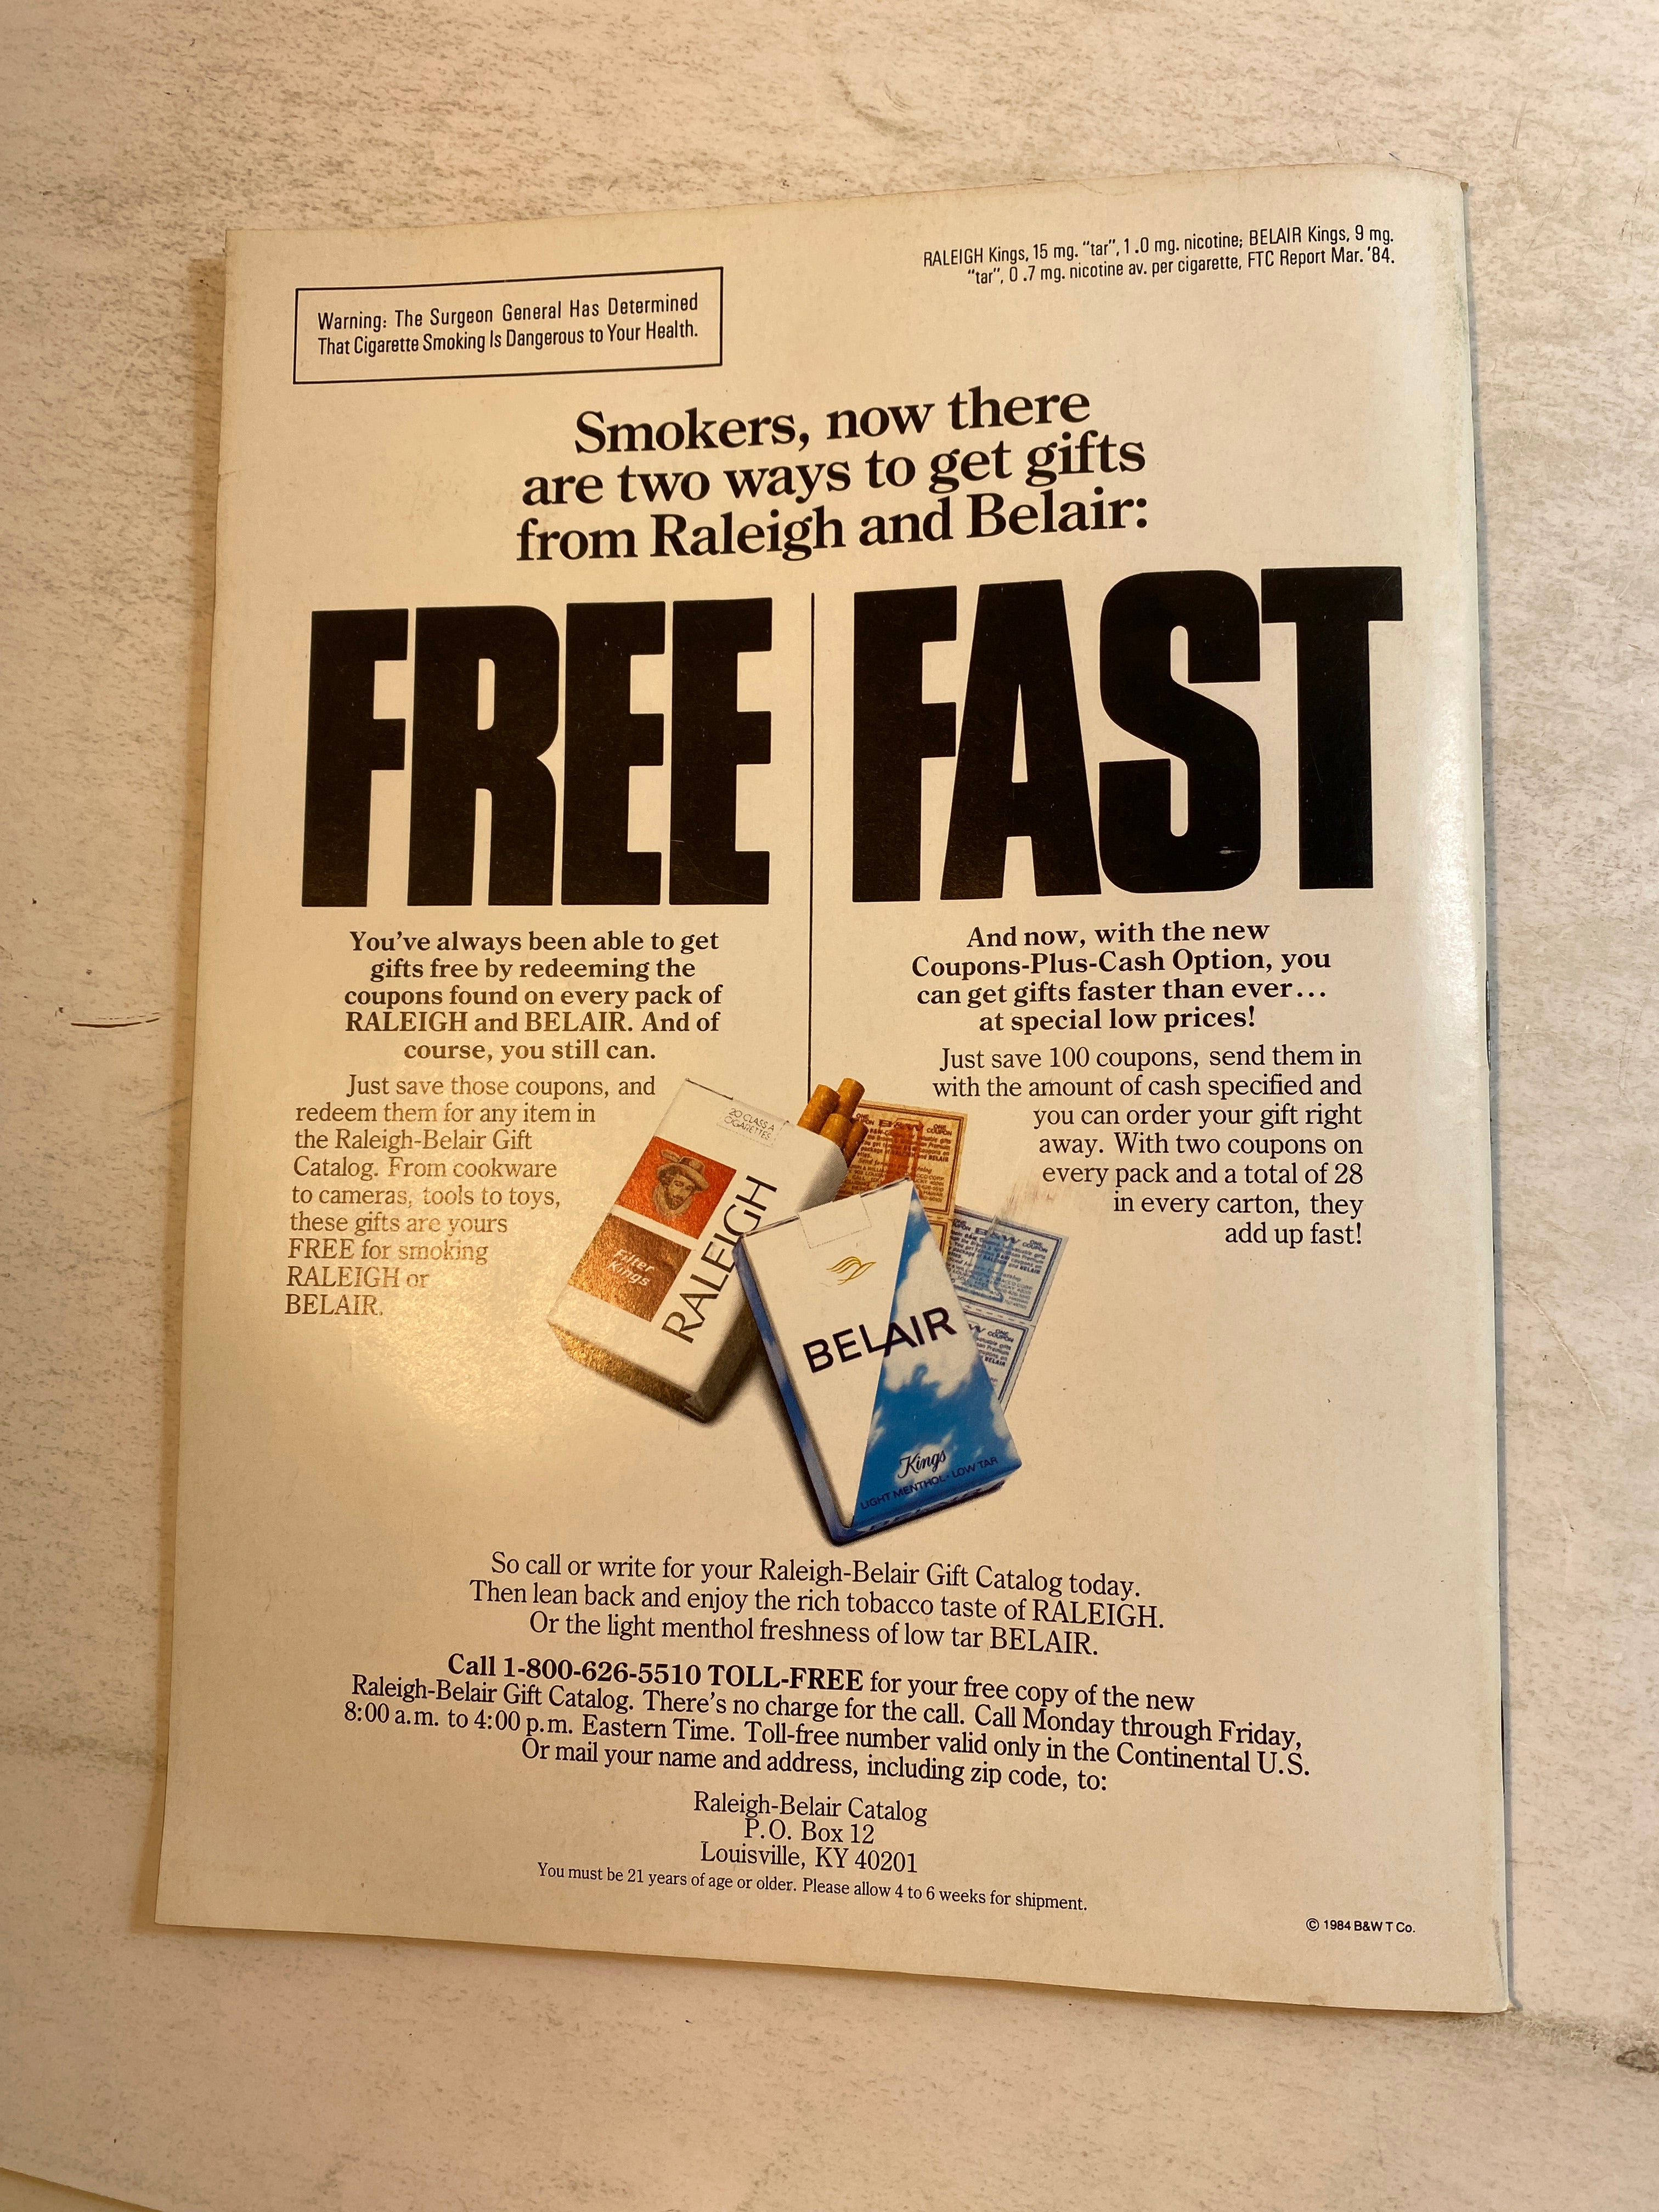 RALEIGH Kings, 15 mg. “tar”, 1.0 mg. nicotine; BELAIR Kings, 9 mg.
“tar”, 0.7 mg. nicotine av. per cigarette, FTC Report Mar. ’84.
Warning: The Surgeon General Has Determined
That Cigarette Smoking Is Dangerous to Your Health.
Smokers, now there
are two ways to get gifts
from Raleigh and Belair:
FREE
You’ve always been able to get
gifts free by redeeming the
coupons found on every pack of
RALEIGH and BELAIR. And of
course, you still can.
Just save those coupons, and
redeem them for any item in
the Raleigh-Belair Gift
Catalog. From cookware
to cameras, tools to toys,
these gifts are yours
FREE for smoking
RALEIGH or
BELAIR.
FAST
And now, with the new
Coupons-Plus-Cash Option, you
can get gifts faster than ever...
at special low prices!
Just save 100 coupons, send them in
with the amount of cash specified and
you can order your gift right
away. With two coupons on
every pack and a total of 28
in every carton, they
add up fast!
20 CLASS A
CIGARETTES
Filter
Kings
RALEIGH
BELAIR
Kings
LIGHT MENTHOL · LOW TAR
B&W
ONE
COUPON
So call or write for your Raleigh-Belair Gift Catalog today.
Then lean back and enjoy the rich tobacco taste of RALEIGH.
Or the light menthol freshness of low tar BELAIR.
Call 1-800-626-5510 TOLL-FREE for your free copy of the new
Raleigh-Belair Gift Catalog. There’s no charge for the call. Call Monday through Friday,
8:00 a.m. to 4:00 p.m. Eastern Time. Toll-free number valid only in the Continental U.S.
Or mail your name and address, including zip code, to:
Raleigh-Belair Catalog
P.O. Box 12
Louisville, KY 40201
You must be 21 years of age or older. Please allow 4 to 6 weeks for shipment.
© 1984 B&W T Co.